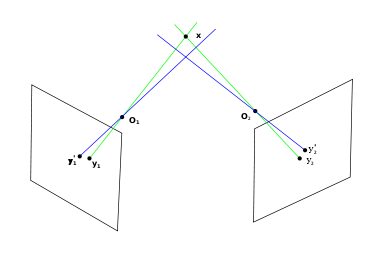 x
O₁
O₂
y'₁
y₁
y'₂
y₂